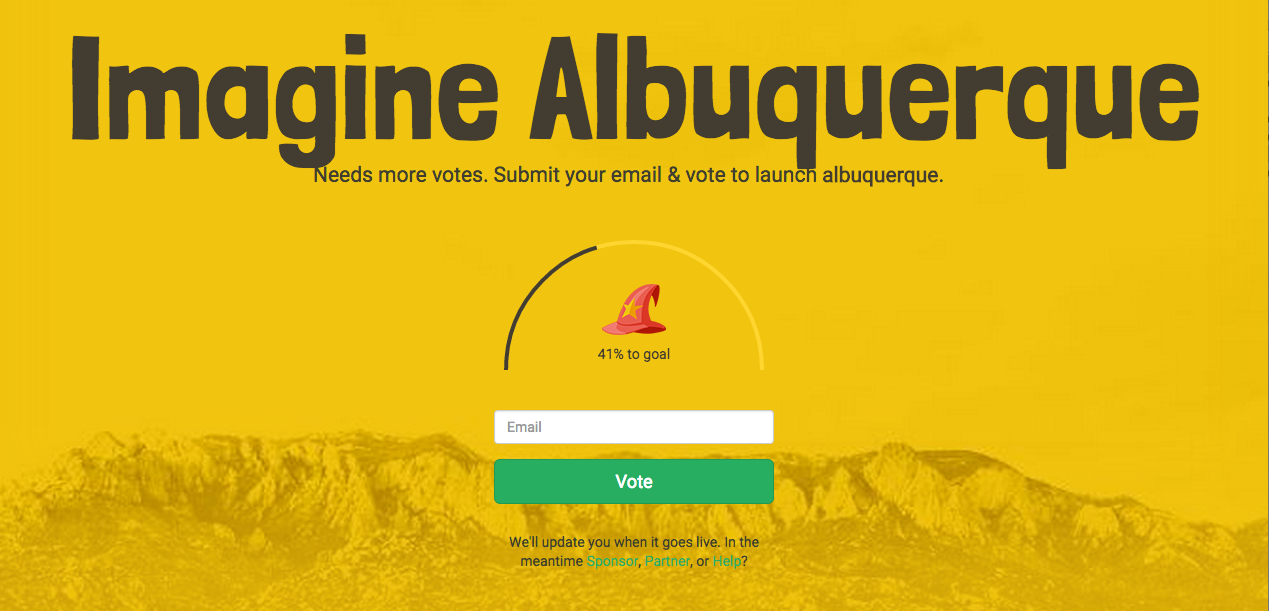 Imagine Albuquerque
Needs more votes. Submit your email & vote to launch albuquerque.
41% to goal
Email
Vote
We'll update you when it goes live. In the
meantime Sponsor, Partner, or Help?